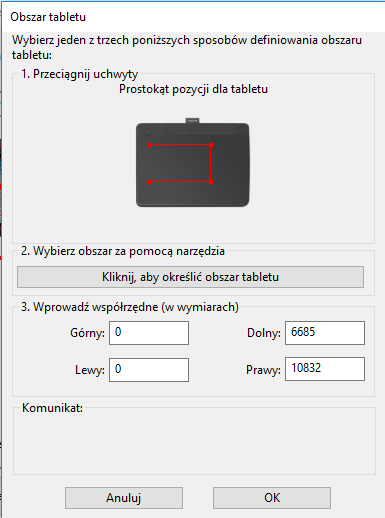 Obszar tabletu
Wybierz jeden z trzech poniższych sposobów definiowania obszaru
tabletu:
1. Przeciągnij uchwyty
Prostokąt pozycji dla tabletu
2. Wybierz obszar za pomocą narzędzia
Kliknij, aby określić obszar tabletu
3. Wprowadź współrzędne (w wymiarach)
Górny: 0 Dolny: 6685
Lewy: 0 Prawy: 10832
Komunikat:
Anuluj OK